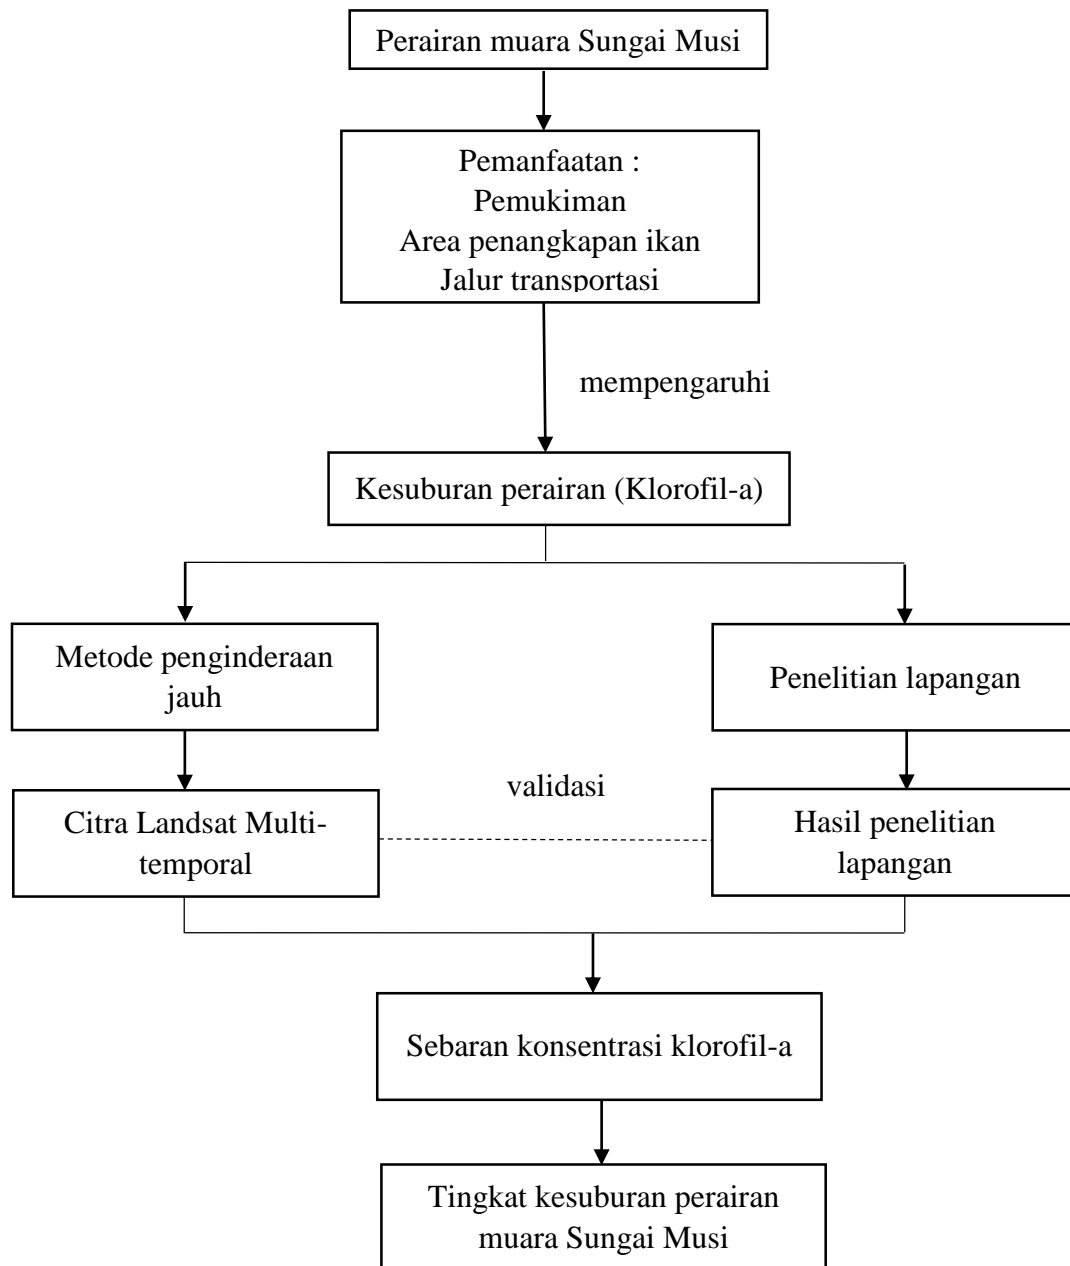 Perairan muara Sungai Musi
Pemanfaatan :
Pemukiman
Area penangkapan ikan
Jalur transportasi
mempengaruhi
Kesuburan perairan (Klorofil-a)
Metode penginderaan
jauh
Penelitian lapangan
validasi
Citra Landsat Multi-
temporal
Hasil penelitian
lapangan
Sebaran konsentrasi klorofil-a
Tingkat kesuburan perairan
muara Sungai Musi